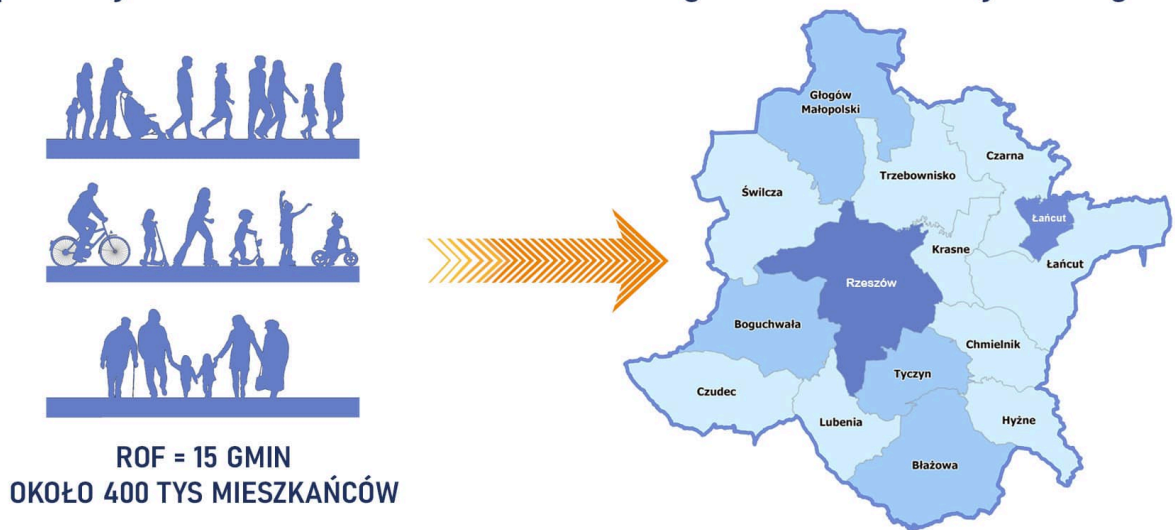 ROF = 15 GMIN
OKOŁO 400 TYS MIESZKAŃCÓW
Głogów
Małopolski
Czarna
Trzebownisko
Świlcza
Łańcut
Krasne
Łańcut
Rzeszów
Boguchwała
Chmielnik
Tyczyn
Czudec
Lubenia
Hyżne
Błażowa